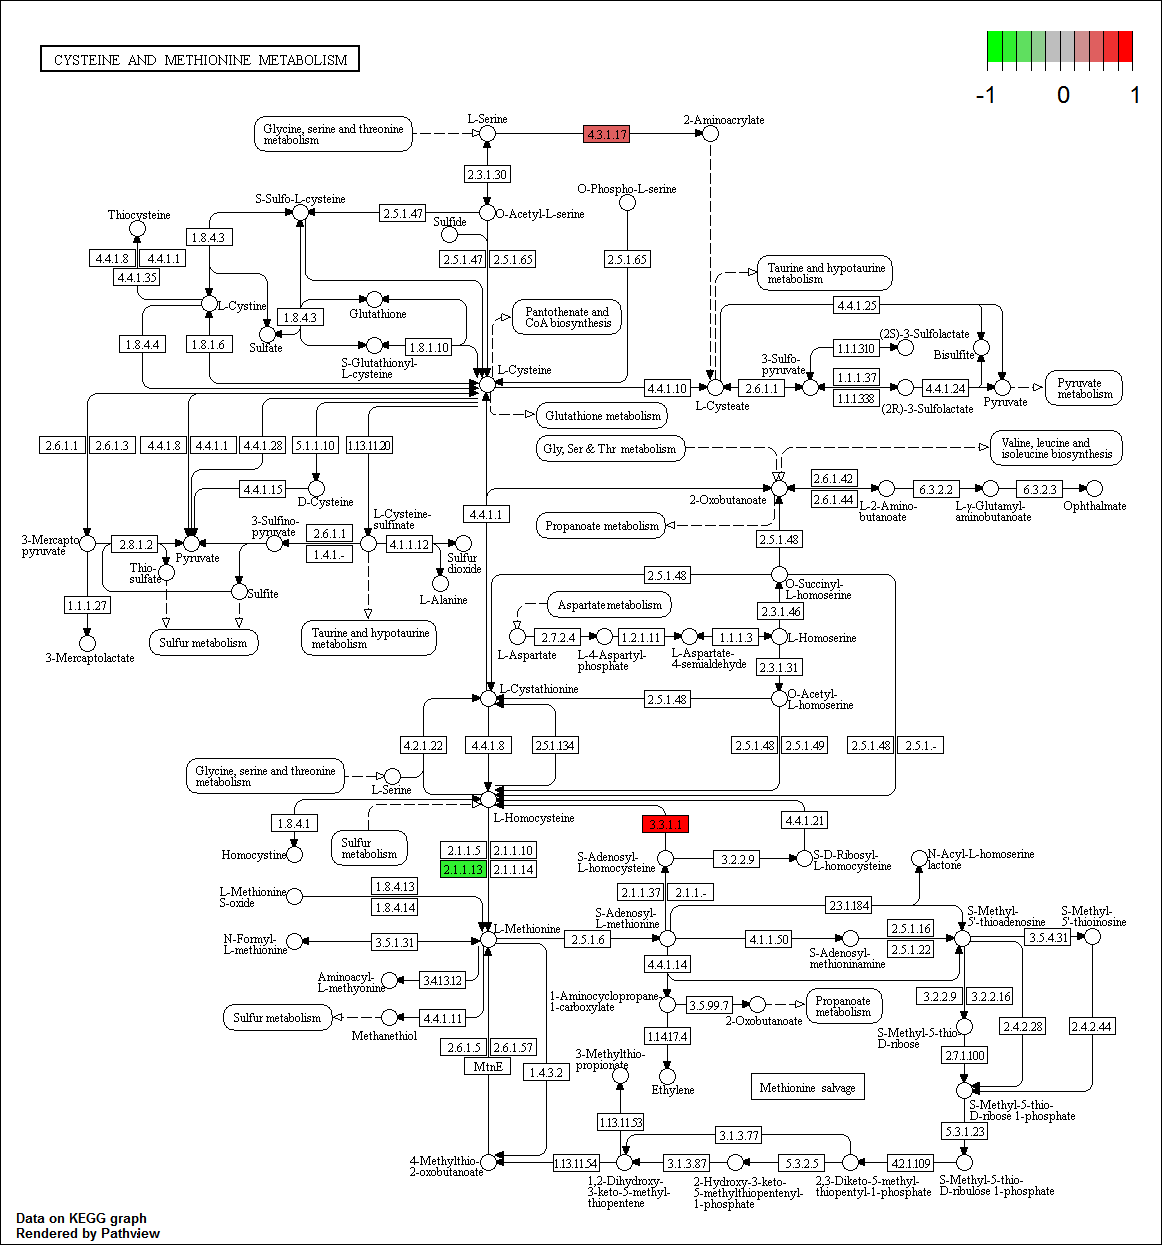 CYSTEINE AND METHIONINE METABOLISM
-1
0
1
Glycine, serine and threonine
metabolism
L-Serine
4.3.1.17
2-Aminoacrylate
2.3.1.30
O-Phospho-L-serine
S-Sulfo-L-cysteine
Thiocysteine
2.5.1.47
O-Acetyl-L-serine
Sulfide
1.8.4.3
4.4.1.8
4.4.1.1
4.4.1.35
2.5.1.47
2.5.1.65
2.5.1.65
Taurine and hypotaurine
metabolism
L-Cystine
Glutathione
1.8.4.3
Pantothenate and
CoA biosynthesis
4.4.1.25
1.8.4.4
1.8.1.6
Sulfate
1.8.1.10
S-Glutathionyl-
L-cysteine
L-Cysteine
(2S)-3-Sulfolactate
1.1.1310
Bisulfite
3-Sulfo-
pyruvate
4.4.1.10
L-Cysteate
2.6.1.1
1.1.1.37
1.1.1338
4.4.1.24
(2R)-3-Sulfolactate
Pyruvate
Pyruvate
metabolism
Glutathione metabolism
2.6.1.1
2.6.1.3
4.4.1.8
4.4.1.1
4.4.1.28
5.1.1.10
1.13.11.20
Gly, Ser & Thr metabolism
Valine, leucine and
isoleucine biosynthesis
4.4.1.15
D-Cysteine
4.4.1.1
2-Oxobutanoate
2.6.1.42
2.6.1.44
L-2-Amino-
butanoate
6.3.2.2
L-γ-Glutamyl-
aminobutanoate
6.3.2.3
Ophthalmate
Propanoate metabolism
3-Mercapto
pyruvate
2.8.1.2
Pyruvate
3-Sulfino-
pyruvate
2.6.1.1
1.4.1.-
L-Cysteine-
sulfinate
4.1.1.12
Sulfur
dioxide
2.5.1.48
Thio-
sulfate
Sulfite
L-Alanine
2.5.1.48
O-Succinyl-
L-homoserine
1.1.1.27
Aspartate metabolism
2.3.1.46
3-Mercaptolactate
Sulfur metabolism
Taurine and hypotaurine
metabolism
L-Aspartate
2.7.2.4
L-4-Aspartyl-
phosphate
1.2.1.11
L-Aspartate-
4-semialdehyde
1.1.1.3
L-Homoserine
2.3.1.31
L-Cystathionine
2.5.1.48
O-Acetyl-
L-homoserine
4.2.1.22
4.4.1.8
2.5.1.134
2.5.1.48
2.5.1.49
2.5.1.48
2.5.1.-
Glycine, serine and threonine
metabolism
L-Serine
1.8.4.1
Sulfur
metabolism
L-Homocysteine
3.3.1.1
4.4.1.21
Homocystine
2.1.1.5
2.1.1.10
2.1.1.13
2.1.1.14
S-Adenosyl-
L-homocysteine
3.2.2.9
S-D-Ribosyl-
L-homocysteine
N-Acyl-L-homoserine
lactone
L-Methionine
S-oxide
1.8.4.13
1.8.4.14
2.1.1.37
2.1.1.-
2.3.1.184
S-Adenosyl-
L-methionine
S-Methyl-
5'-thioadenosine
S-Methyl-
5'-thioinosine
N-Formyl-
L-methionine
3.5.1.31
L-Methionine
2.5.1.6
4.1.1.50
S-Adenosyl-
methioninamine
2.5.1.16
2.5.1.22
3.5.4.31
Aminoacyl-
L-methyonine
3.4.13.12
4.4.1.14
Sulfur metabolism
Methanethiol
4.4.1.11
1-Aminocyclopropane-
1-carboxylate
3.5.99.7
2-Oxobutanoate
Propanoate
metabolism
3.2.2.9
3.2.2.16
S-Methyl-5-thio-
D-ribose
2.4.2.28
2.4.2.44
2.6.1.5
2.6.1.57
MtnE
1.4.3.2
1.14.17.4
3-Methylthio-
propionate
Ethylene
2.7.1.100
Methionine salvage
S-Methyl-5-thio-
D-ribose 1-phosphate
1.13.11.53
3.1.3.77
5.3.1.23
4-Methylthio-
2-oxobutanoate
1.13.11.54
1,2-Dihydroxy-
3-keto-5-methyl-
thiopentene
3.1.3.87
2-Hydroxy-3-keto-
5-methylthiopentenyl-
1-phosphate
5.3.2.5
2,3-Diketo-5-methyl-
thiopentyl-1-phosphate
4.2.1.109
S-Methyl-5-thio-
D-ribulose 1-phosphate
Data on KEGG graph
Rendered by Pathview